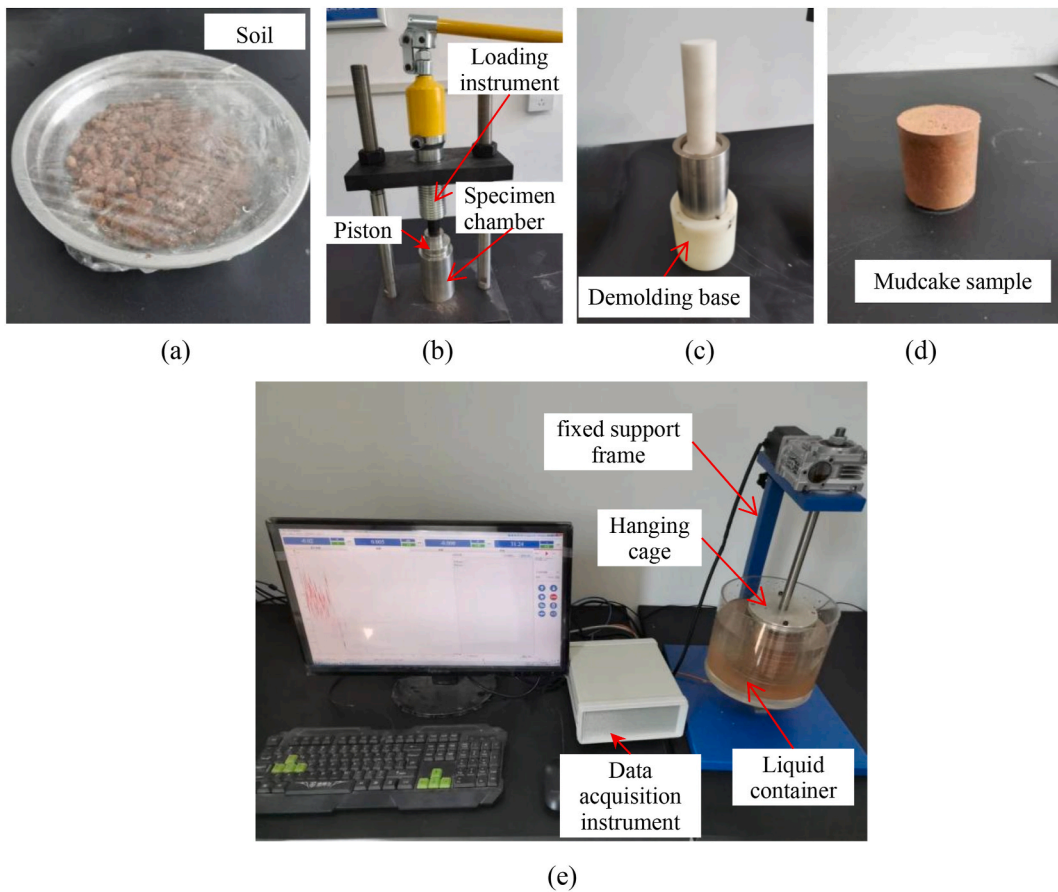 Soil
(a)
Loading
instrument
Specimen
chamber
Piston
(b)
Demolding base
(c)
Mudcake sample
(d)
fixed support
frame
Hanging
cage
Liquid
container
Data
acquisition
instrument
(e)